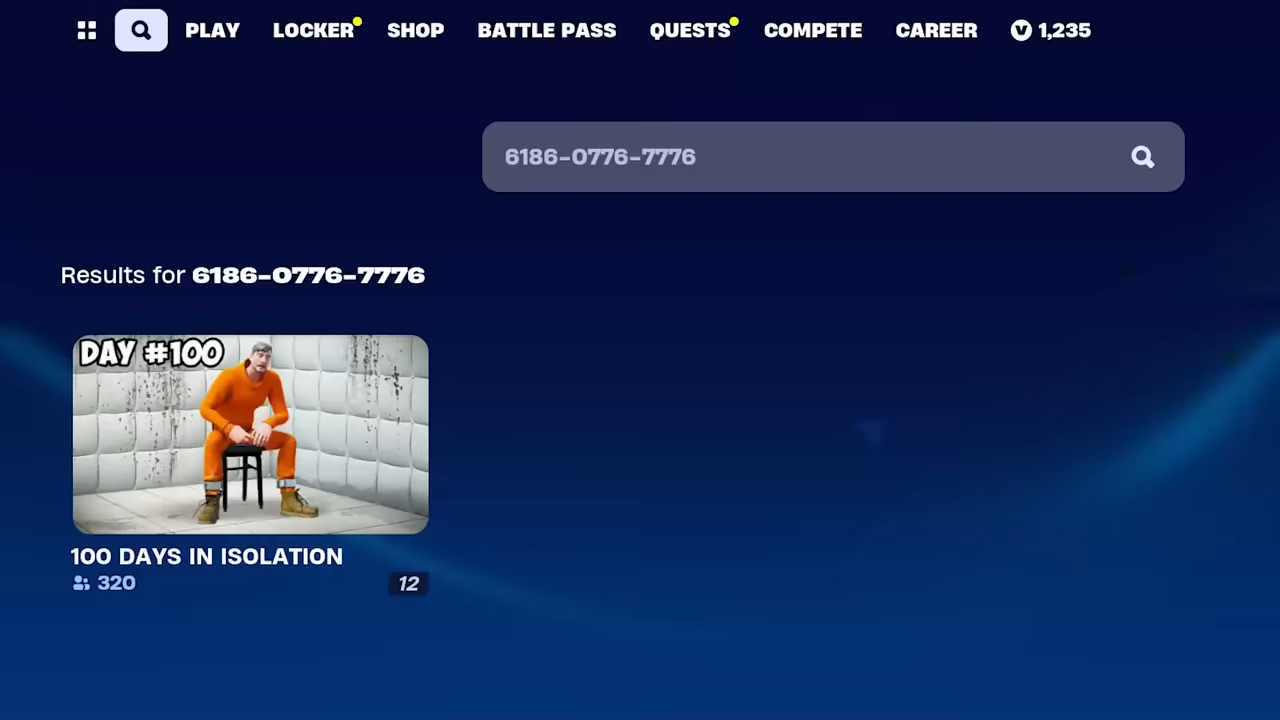 PLAY LOCKER SHOP BATTLE PASS QUESTS COMPETE CAREER 1,235
6186-0776-7776
Results for 6186-0776-7776
DAY #100
100 DAYS IN ISOLATION
320 12